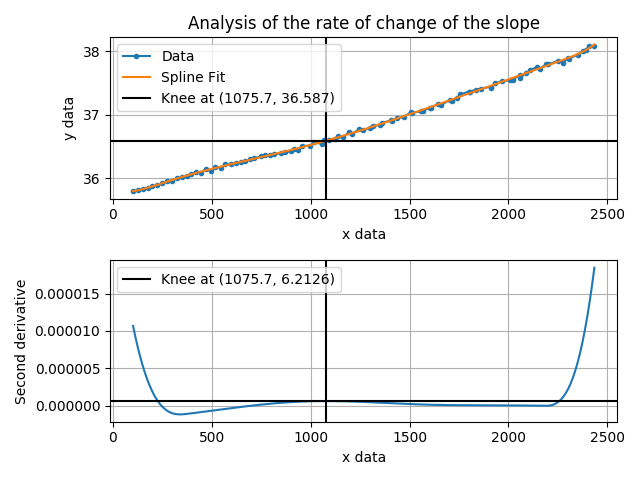 Analysis of the rate of change of the slope
38
37
36
y data
Data
Spline Fit
Knee at (1075.7, 36.587)
0
500
1000
1500
2000
2500
x data
0.000015
0.000010
0.000005
0.000000
Second derivative
Knee at (1075.7, 6.2126)
0
500
1000
1500
2000
2500
x data